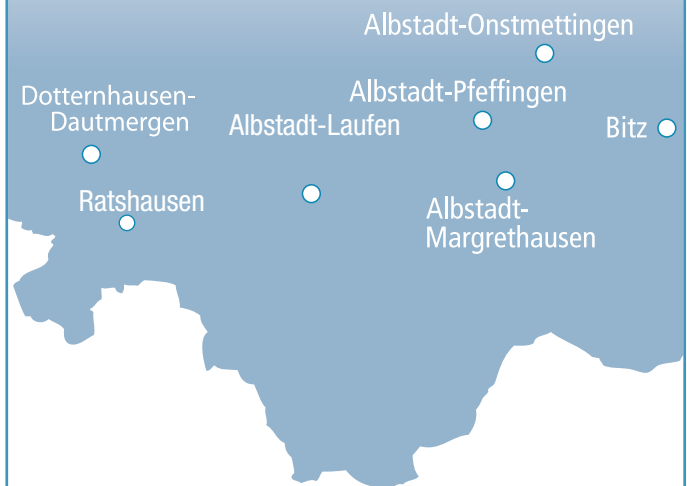 Albstadt-Onstmettingen
Dotternhausen-
Dautmergen
Albstadt-Pfeffingen
Albstadt-Laufen
Bitz
Ratshausen
Albstadt-
Margrethausen